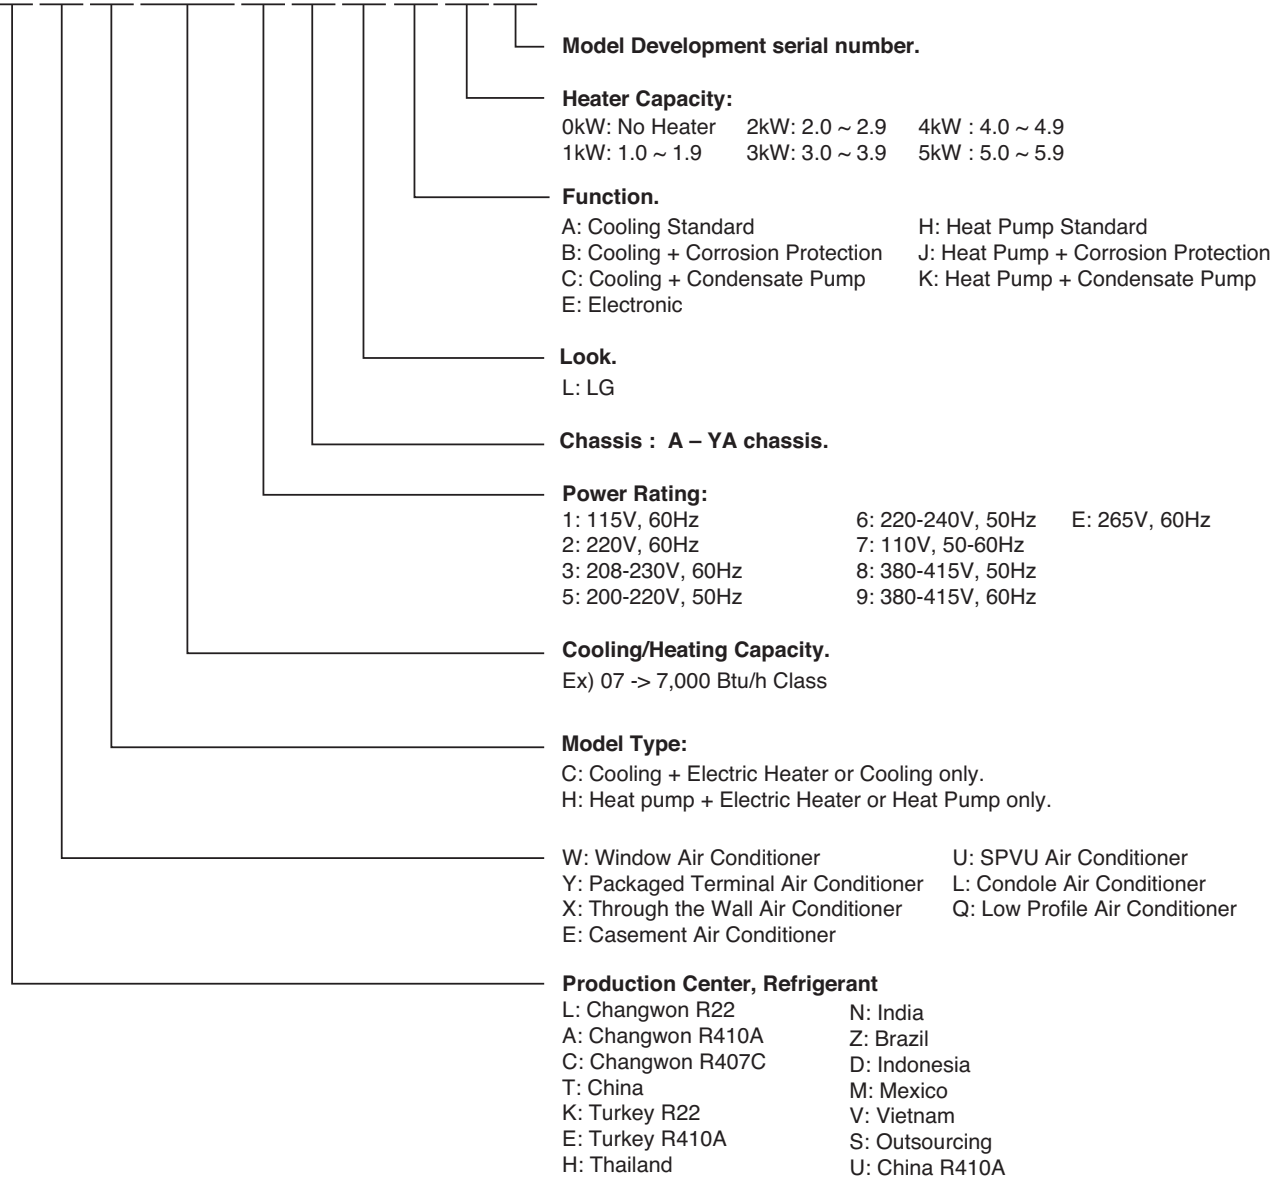 Model Development serial number.
Heater Capacity:
0kW: No Heater 2kW: 2.0 ~ 2.9 4kW : 4.0 ~ 4.9
1kW: 1.0 ~ 1.9 3kW: 3.0 ~ 3.9 5kW : 5.0 ~ 5.9
Function.
A: Cooling Standard H: Heat Pump Standard
B: Cooling + Corrosion Protection J: Heat Pump + Corrosion Protection
C: Cooling + Condensate Pump K: Heat Pump + Condensate Pump
E: Electronic
Look.
L: LG
Chassis : A – YA chassis.
Power Rating:
1: 115V, 60Hz 6: 220-240V, 50Hz E: 265V, 60Hz
2: 220V, 60Hz 7: 110V, 50-60Hz
3: 208-230V, 60Hz 8: 380-415V, 50Hz
5: 200-220V, 50Hz 9: 380-415V, 60Hz
Cooling/Heating Capacity.
Ex) 07 -> 7,000 Btu/h Class
Model Type:
C: Cooling + Electric Heater or Cooling only.
H: Heat pump + Electric Heater or Heat Pump only.
W: Window Air Conditioner U: SPVU Air Conditioner
Y: Packaged Terminal Air Conditioner L: Condole Air Conditioner
X: Through the Wall Air Conditioner Q: Low Profile Air Conditioner
E: Casement Air Conditioner
Production Center, Refrigerant
L: Changwon R22 N: India
A: Changwon R410A Z: Brazil
C: Changwon R407C D: Indonesia
T: China M: Mexico
K: Turkey R22 V: Vietnam
E: Turkey R410A S: Outsourcing
H: Thailand U: China R410A